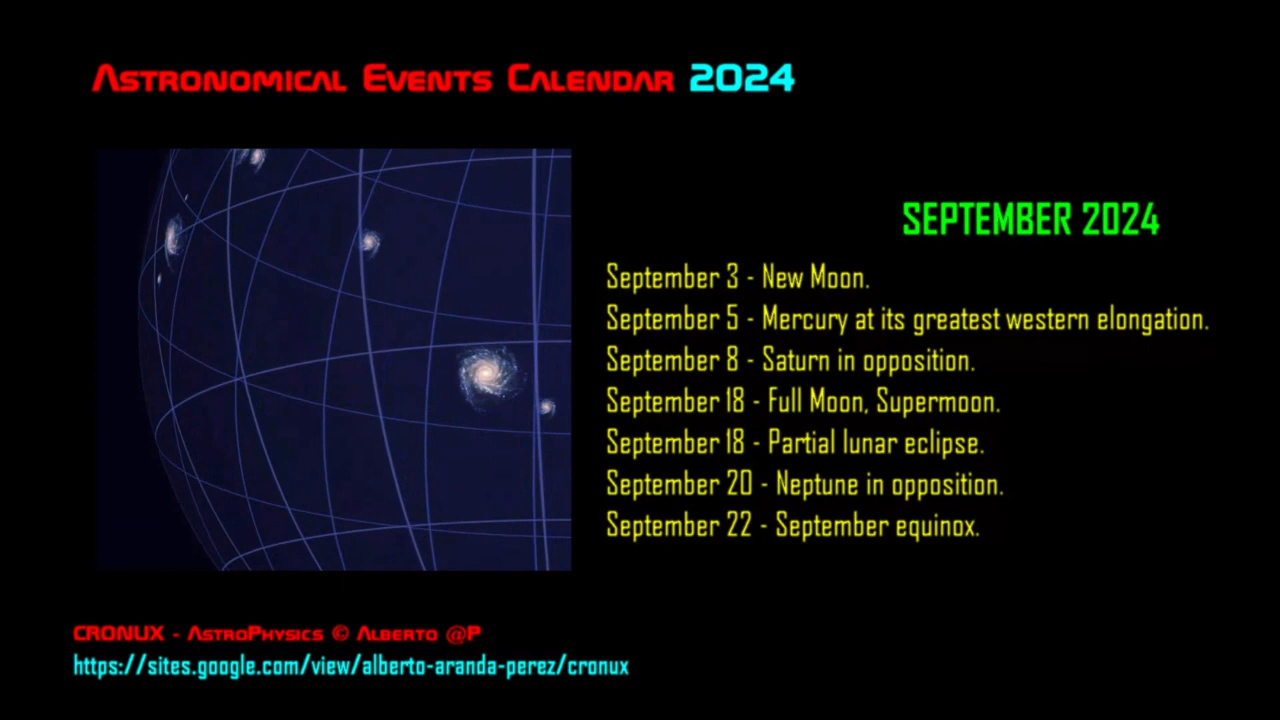 Astronomical Events Calendar 2024
SEPTEMBER 2024
September 3 - New Moon.
September 5 - Mercury at its greatest western elongation.
September 8 - Saturn in opposition.
September 18 - Full Moon, Supermoon.
September 18 - Partial lunar eclipse.
September 20 - Neptune in opposition.
September 22 - September equinox.
CRONUX - AstroPhysics © Alberto @P
https://sites.google.com/view/alberto-aranda-perez/cronux